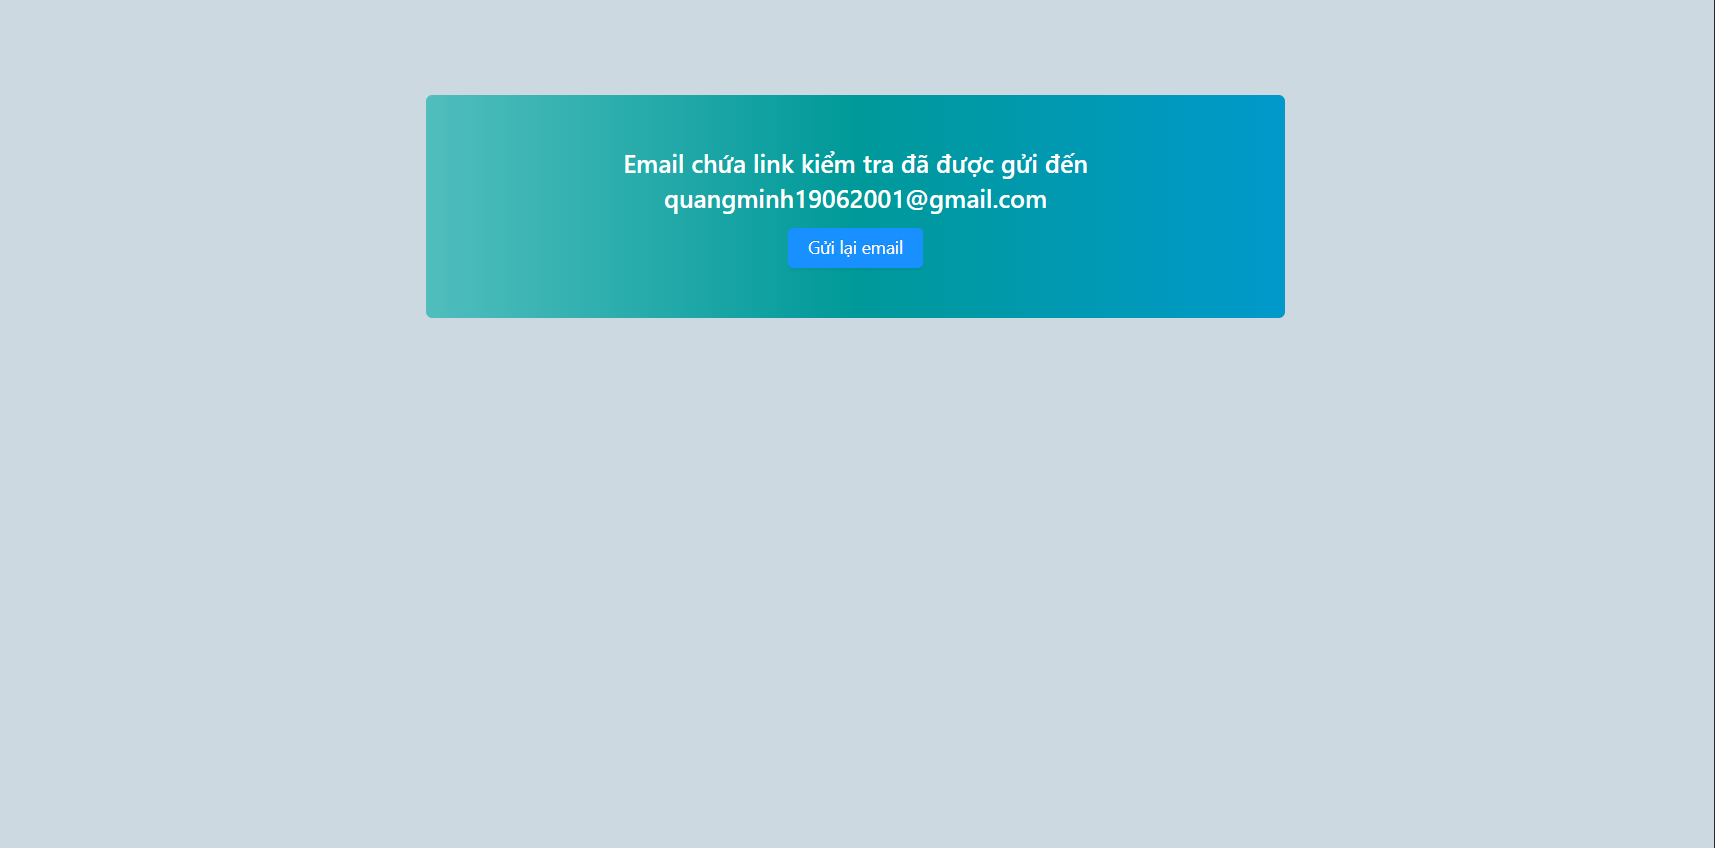 Email chứa link kiểm tra đã được gửi đến
quangminh19062001@gmail.com
Gửi lại email